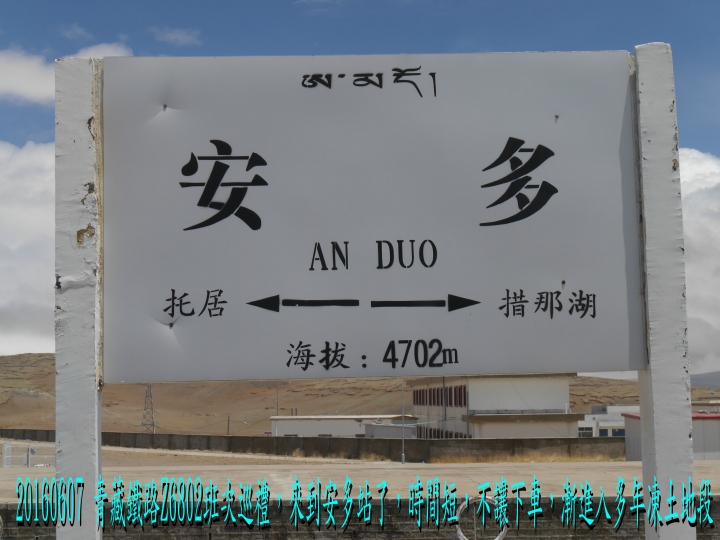 ཨ་མདོ།
安 多
AN DUO
托居 措那湖
海拔：4702m
20160607 青藏鐵路Z6802班次巡禮，來到安多站了，時間短，不讓下車，漸進入多年凍土地段